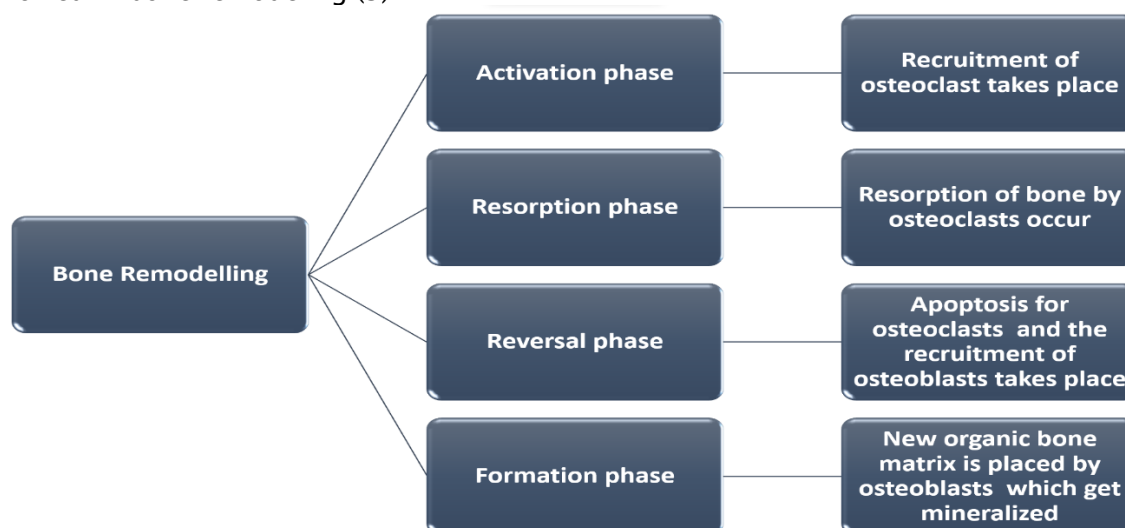 Activation phase
Recruitment of
osteoclast takes place
Resorption phase
Resorption of bone by
osteoclasts occur
Bone Remodelling
Reversal phase
Apoptosis for
osteoclasts and the
recruitment of
osteoblasts takes place
Formation phase
New organic bone
matrix is placed by
osteoblasts which get
mineralized